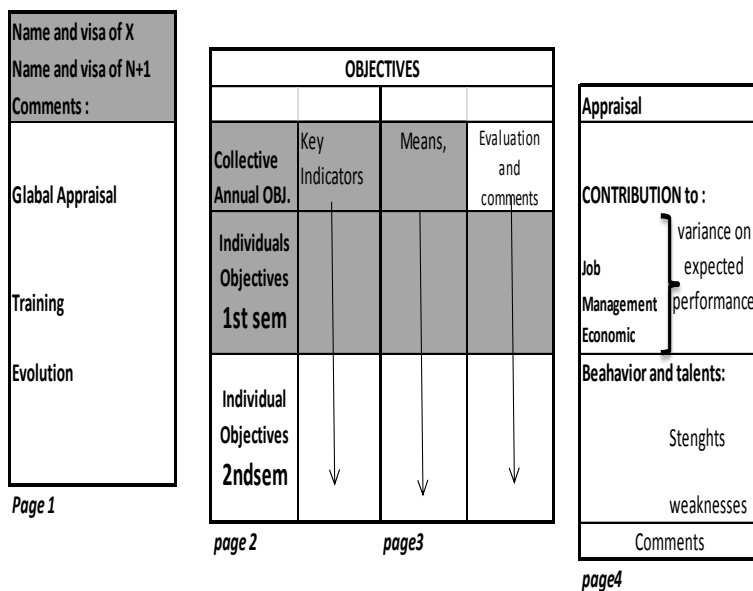 Name and visa of X
Name and visa of N+1
Comments :
Glabal Appraisal
Training
Evolution
Page 1
OBJECTIVES
Collective
Annual OBJ.
Key
Indicators
Means,
Evaluation
and
comments
Individuals
Objectives
1st sem
Individual
Objectives
2ndsem
page 2
page3
Appraisal
CONTRIBUTION to :
Job
Management
Economic
variance on
expected
performance
Beahavior and talents:
Stenghts
weaknesses
Comments
page4